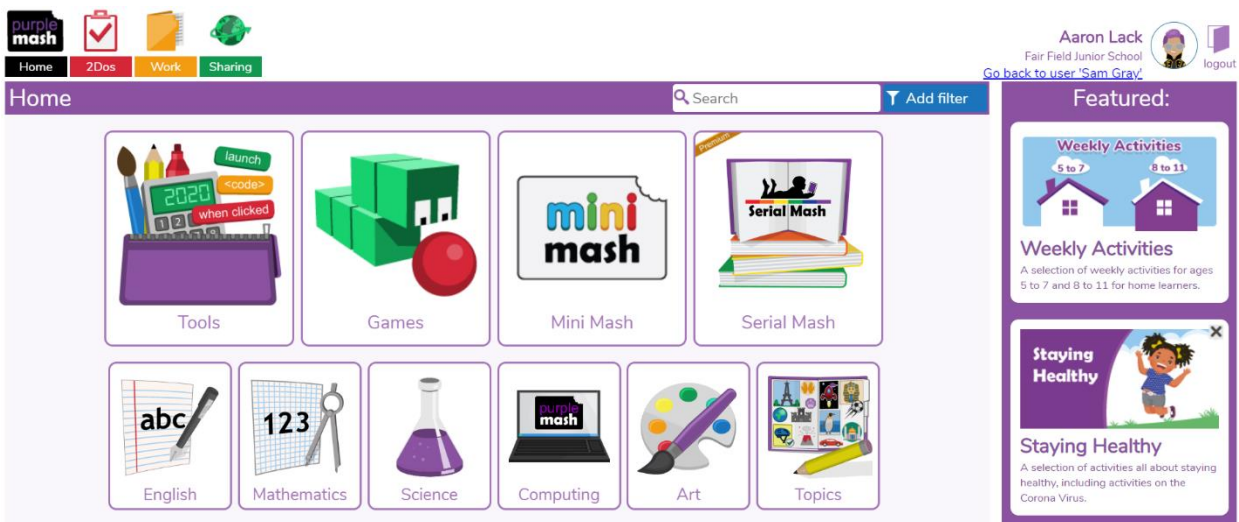 purple
mash
Home
2Dos
Work
Sharing
Aaron Lack
Fair Field Junior School
Go back to user 'Sam Gray'
logout
Home
Search
Add filter
Featured:
launch
<code>
when clicked
2020
1 2
Tools
Games
mini
mash
Mini Mash
Premium
Serial Mash
Serial Mash
abc
English
123
Mathematics
Science
purple
mash
Computing
Art
Topics
Weekly Activities
5 to 7
8 to 11
Weekly Activities
A selection of weekly activities for ages
5 to 7 and 8 to 11 for home learners.
Staying
Healthy
Staying Healthy
A selection of activities all about staying
healthy, including activities on the
Corona Virus.